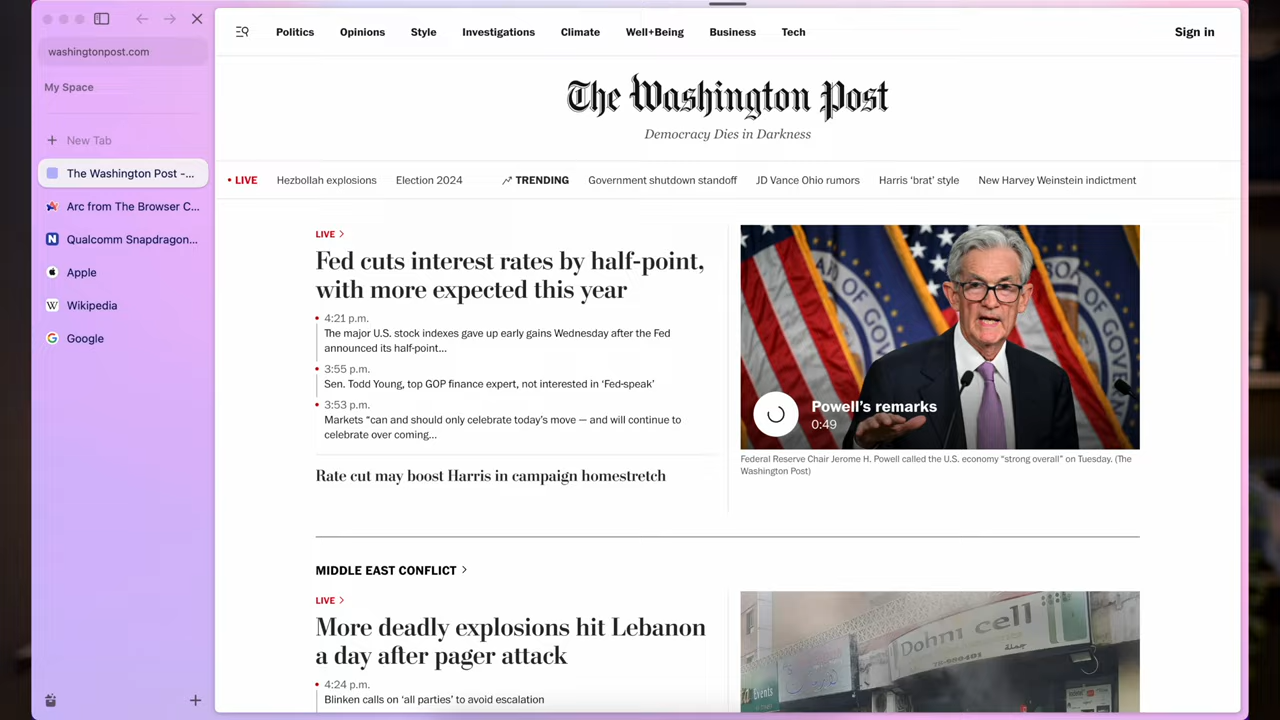 washingtonpost.com
My Space
New Tab
The Washington Post -...
Arc from The Browser C...
Qualcomm Snapdragon...
Apple
Wikipedia
Google
Politics
Opinions
Style
Investigations
Climate
Well+Being
Business
Tech
Sign in
The Washington Post
Democracy Dies in Darkness
• LIVE
Hezbollah explosions
Election 2024
TRENDING
Government shutdown standoff
JD Vance Ohio rumors
Harris ‘brat’ style
New Harvey Weinstein indictment
LIVE
Fed cuts interest rates by half-point,
with more expected this year
4:21 p.m.
The major U.S. stock indexes gave up early gains Wednesday after the Fed
announced its half-point...
3:55 p.m.
Sen. Todd Young, top GOP finance expert, not interested in ‘Fed-speak’
3:53 p.m.
Markets “can and should only celebrate today’s move — and will continue to
celebrate over coming...
Rate cut may boost Harris in campaign homestretch
Powell’s remarks
0:49
Federal Reserve Chair Jerome H. Powell called the U.S. economy “strong overall” on Tuesday. (The
Washington Post)
MIDDLE EAST CONFLICT
LIVE
More deadly explosions hit Lebanon
a day after pager attack
4:24 p.m.
Blinken calls on ‘all parties’ to avoid escalation
Dohni cell
Events